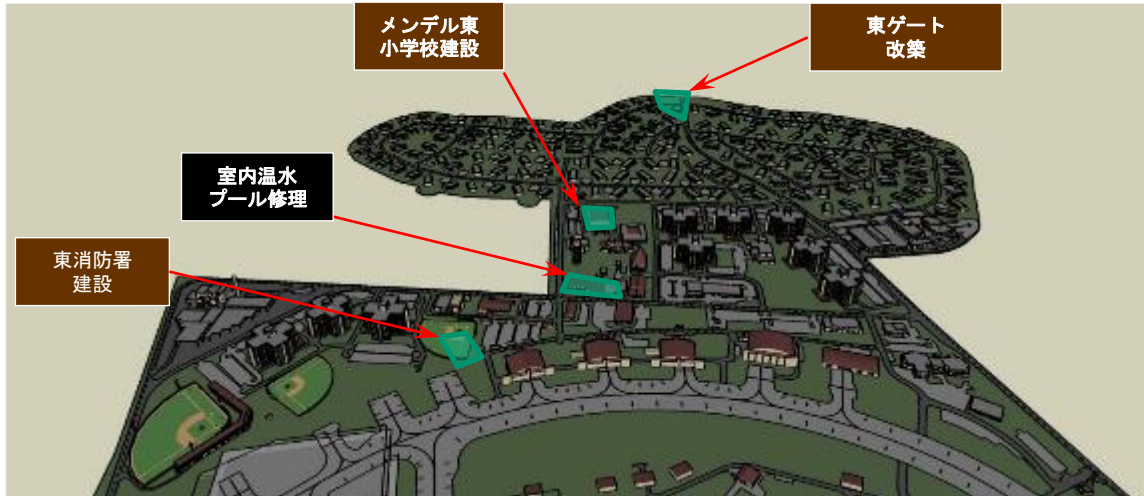 メンデル東
小学校建設
東ゲート
改築
室内温水
プール修理
東消防署
建設